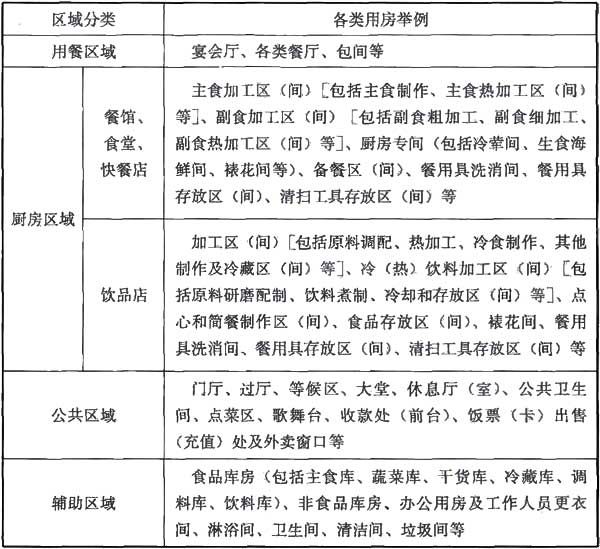 区域分类 各类用房举例
用餐区域 宴会厅、各类餐厅、包间等
厨房区域
餐馆、
食堂、
快餐店
主食加工区（间）[包括主食制作、主食热加工区（间）
等]、副食加工区（间）[包括副食粗加工、副食细加工、
副食热加工区（间）等]、厨房专间（包括冷荤间、生食海
鲜间、裱花间等）、备餐区（间）、餐用具洗消间、餐用具
存放区（间）、清扫工具存放区（间）等
饮品店
加工区（间）[包括原料调配、热加工、冷食制作、其他
制作及冷藏区（间）等]、冷（热）饮料加工区（间）[包
括原料研磨配制、饮料煮制、冷却和存放区（间）等]、点
心和简餐制作区（间）、食品存放区（间）、裱花间、餐用
具洗消间、餐用具存放区（间）、清扫工具存放区（间）等
公共区域
门厅、过厅、等候区、大堂、休息厅（室）、公共卫生
间、点菜区、歌舞台、收款处（前台）、饭票（卡）出售
（充值）处及外卖窗口等
辅助区域
食品库房（包括主食库、蔬菜库、干货库、冷藏库、调
料库、饮料库）、非食品库房、办公用房及工作人员更衣
间、淋浴间、卫生间、清洁间、垃圾间等